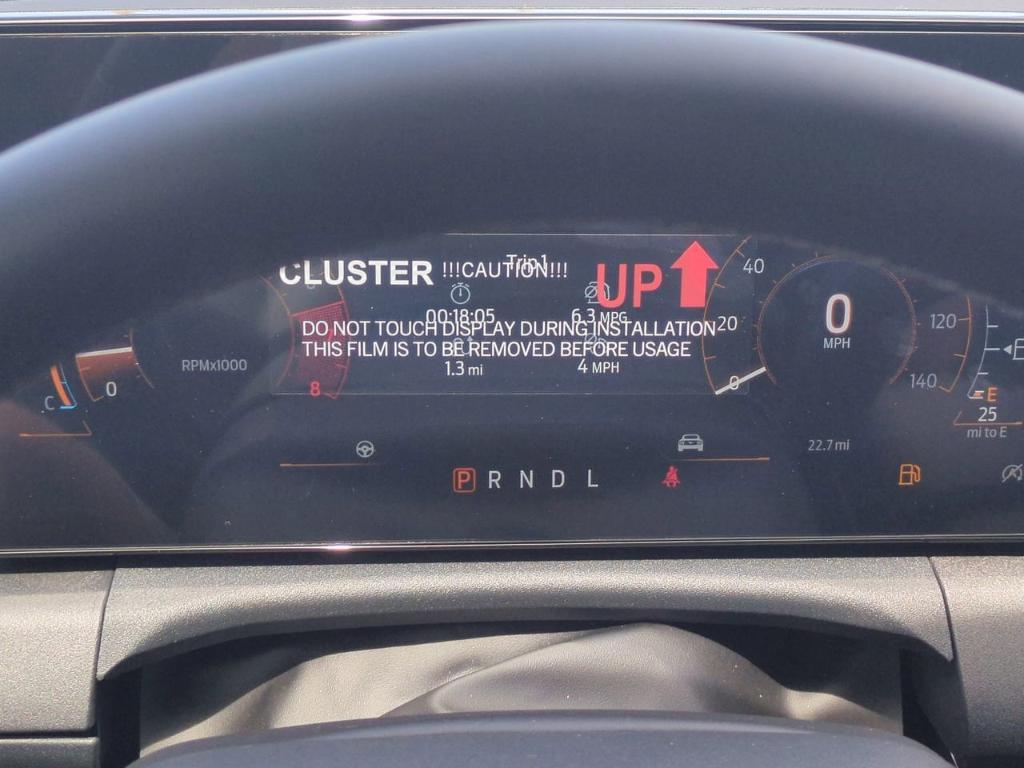 CLUSTER !!!CAUTION!!! UP
DO NOT TOUCH DISPLAY DURING INSTALLATION
THIS FILM IS TO BE REMOVED BEFORE USAGE
Trip 1
00:18:05 6.3 MPG
1.3 mi 4 MPH
C
0
RPMx1000
8
40
20
0
0
MPH
120
140
E
25
mi to E
22.7 mi
P R N D L